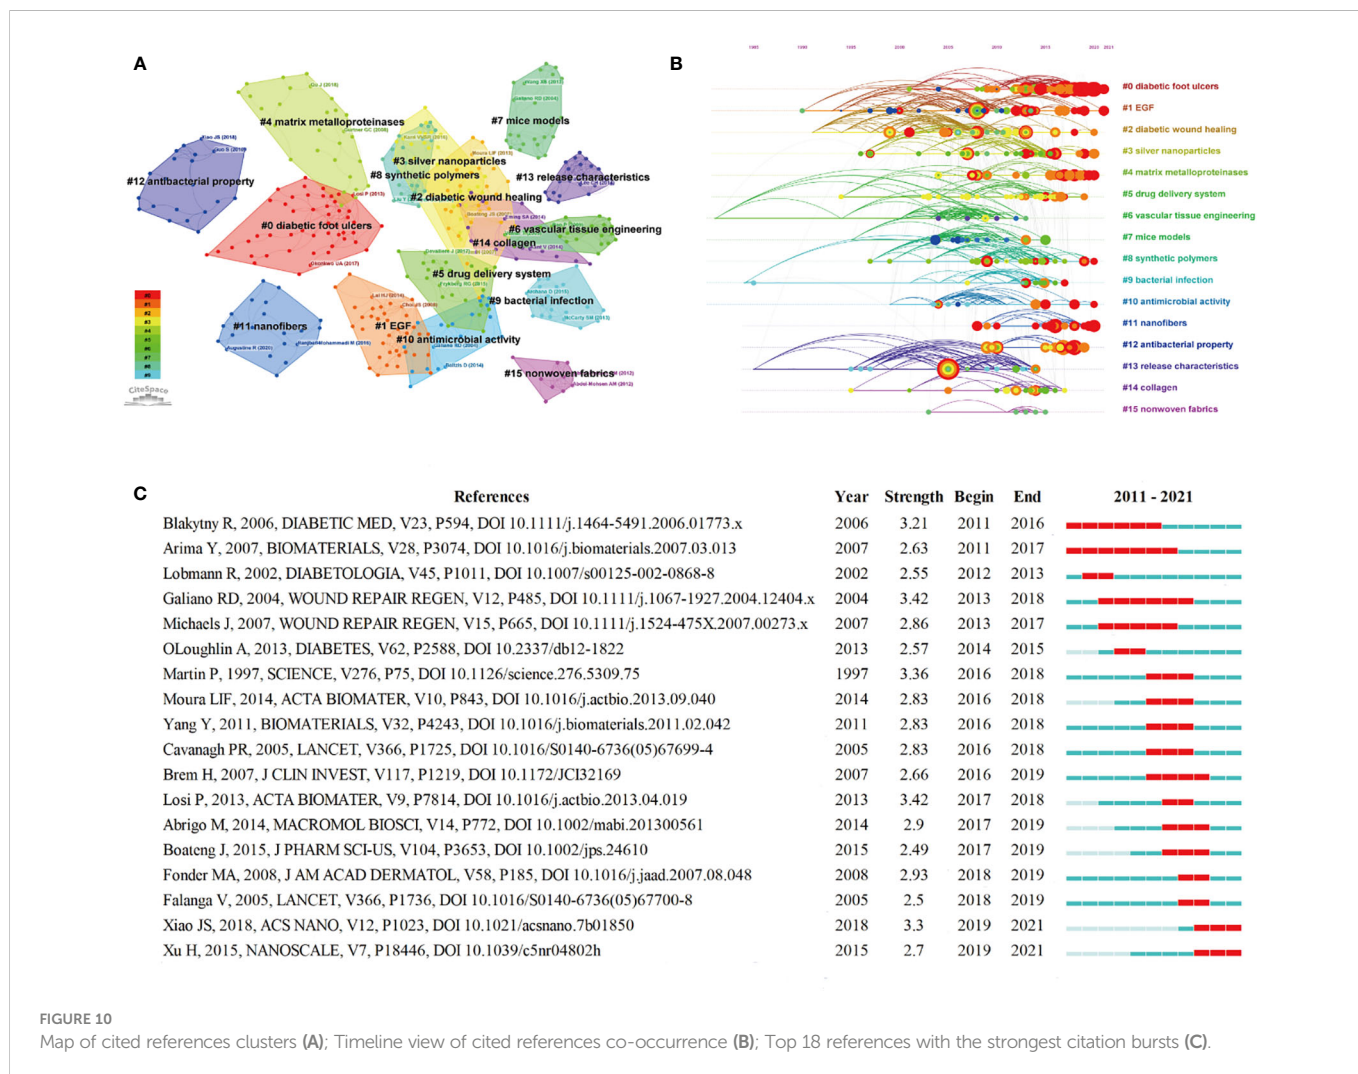 A
B
#4 matrix metalloproteinases
#7 mice models
#3 silver nanoparticles
#8 synthetic polymers
#12 antibacterial property
#13 release characteristics
#2 diabetic wound healing
#0 diabetic foot ulcers
#6 vascular tissue engineering
#14 collagen
#5 drug delivery system
#9 bacterial infection
#11 nanofibers
#1 EGF
#10 antimicrobial activity
#15 nonwoven fabrics
CiteSpace
#0 diabetic foot ulcers
#1 EGF
#2 diabetic wound healing
#3 silver nanoparticles
#4 matrix metalloproteinases
#5 drug delivery system
#6 vascular tissue engineering
#7 mice models
#8 synthetic polymers
#9 bacterial infection
#10 antimicrobial activity
#11 nanofibers
#12 antibacterial property
#13 release characteristics
#14 collagen
#15 nonwoven fabrics
C
References Year Strength Begin End 2011 - 2021
Blakytny R, 2006, DIABETIC MED, V23, P594, DOI 10.1111/j.1464-5491.2006.01773.x 2006 3.21 2011 2016
Arima Y, 2007, BIOMATERIALS, V28, P3074, DOI 10.1016/j.biomaterials.2007.03.013 2007 2.63 2011 2017
Lobmann R, 2002, DIABETOLOGIA, V45, P1011, DOI 10.1007/s00125-002-0868-8 2002 2.55 2012 2013
Galiano RD, 2004, WOUND REPAIR REGEN, V12, P485, DOI 10.1111/j.1067-1927.2004.12404.x 2004 3.42 2013 2018
Michaels J, 2007, WOUND REPAIR REGEN, V15, P665, DOI 10.1111/j.1524-475X.2007.00273.x 2007 2.86 2013 2017
OLoughlin A, 2013, DIABETES, V62, P2588, DOI 10.2337/db12-1822 2013 2.57 2014 2015
Martin P, 1997, SCIENCE, V276, P75, DOI 10.1126/science.276.5309.75 1997 3.36 2016 2018
Moura LIF, 2014, ACTA BIOMATER, V10, P843, DOI 10.1016/j.actbio.2013.09.040 2014 2.83 2016 2018
Yang Y, 2011, BIOMATERIALS, V32, P4243, DOI 10.1016/j.biomaterials.2011.02.042 2011 2.83 2016 2018
Cavanagh PR, 2005, LANCET, V366, P1725, DOI 10.1016/S0140-6736(05)67699-4 2005 2.83 2016 2018
Brem H, 2007, J CLIN INVEST, V117, P1219, DOI 10.1172/JCI32169 2007 2.66 2016 2019
Losi P, 2013, ACTA BIOMATER, V9, P7814, DOI 10.1016/j.actbio.2013.04.019 2013 3.42 2017 2018
Abrigo M, 2014, MACROMOL BIOSCI, V14, P772, DOI 10.1002/mabi.201300561 2014 2.9 2017 2019
Boateng J, 2015, J PHARM SCI-US, V104, P3653, DOI 10.1002/jps.24610 2015 2.49 2017 2019
Fonder MA, 2008, J AM ACAD DERMATOL, V58, P185, DOI 10.1016/j.jaad.2007.08.048 2008 2.93 2018 2019
Falanga V, 2005, LANCET, V366, P1736, DOI 10.1016/S0140-6736(05)67700-8 2005 2.5 2018 2019
Xiao JS, 2018, ACS NANO, V12, P1023, DOI 10.1021/acsnano.7b01850 2018 3.3 2019 2021
Xu H, 2015, NANOSCALE, V7, P18446, DOI 10.1039/c5nr04802h 2015 2.7 2019 2021
FIGURE 10
Map of cited references clusters (A); Timeline view of cited references co-occurrence (B); Top 18 references with the strongest citation bursts (C).